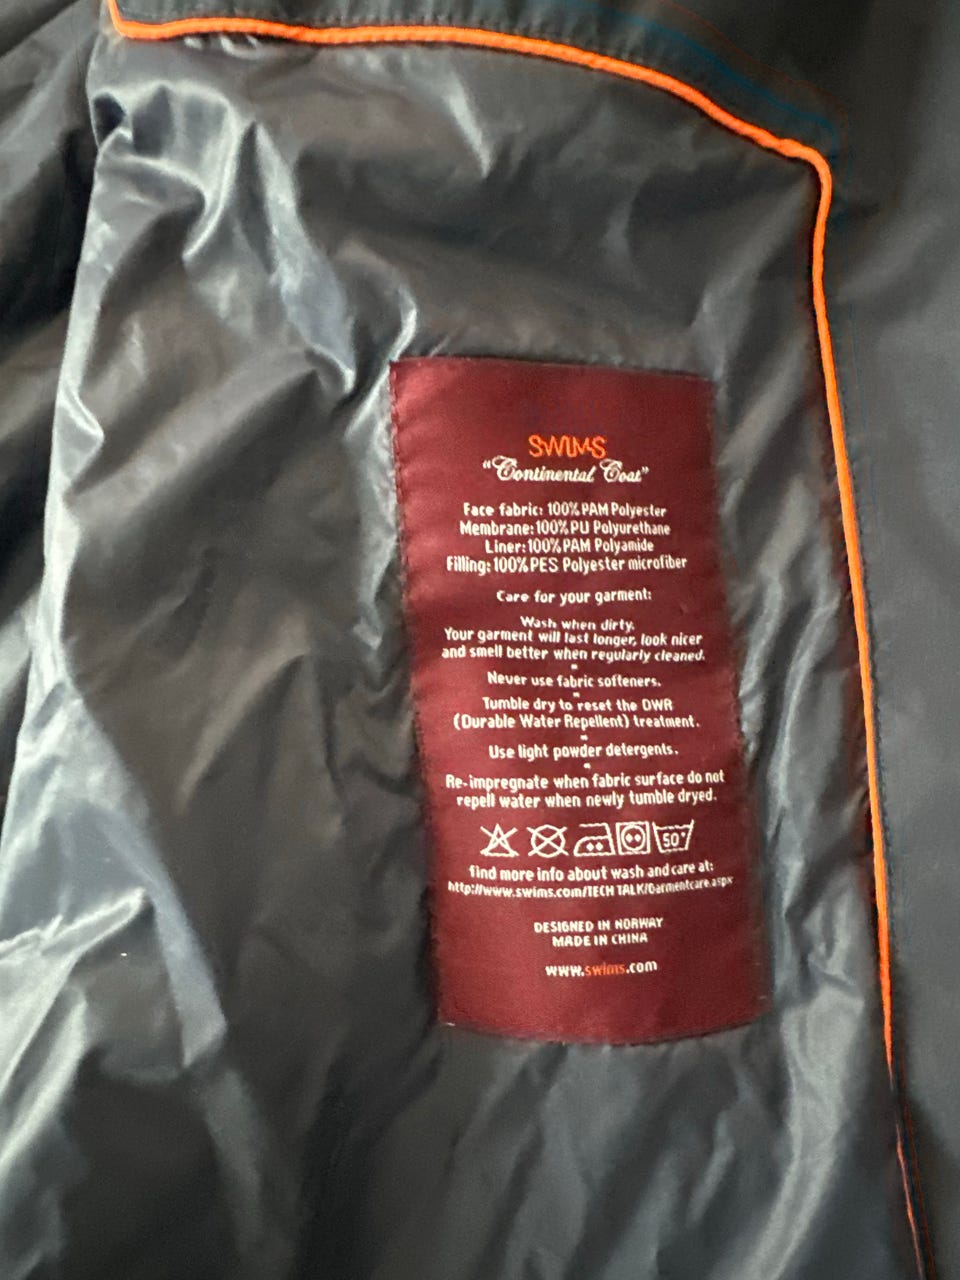 SWIMS
"Continental Coat"
Face fabric: 100% PAM Polyester
Membrane: 100% PU Polyurethane
Liner: 100% PAM Polyamide
Filling: 100% PES Polyester microfiber
Care for your garment:
Wash when dirty.
Your garment will last longer, look nicer
and smell better when regularly cleaned.
-
Never use fabric softeners.
-
Tumble dry to reset the DWR
(Durable Water Repellent) treatment.
-
Use light powder detergents.
-
Re-impregnate when fabric surface do not
repell water when newly tumble dryed.
50°
find more info about wash and care at:
http://www.swims.com/TECH TALK/Garmentcare.aspx
DESIGNED IN NORWAY
MADE IN CHINA
www.swims.com